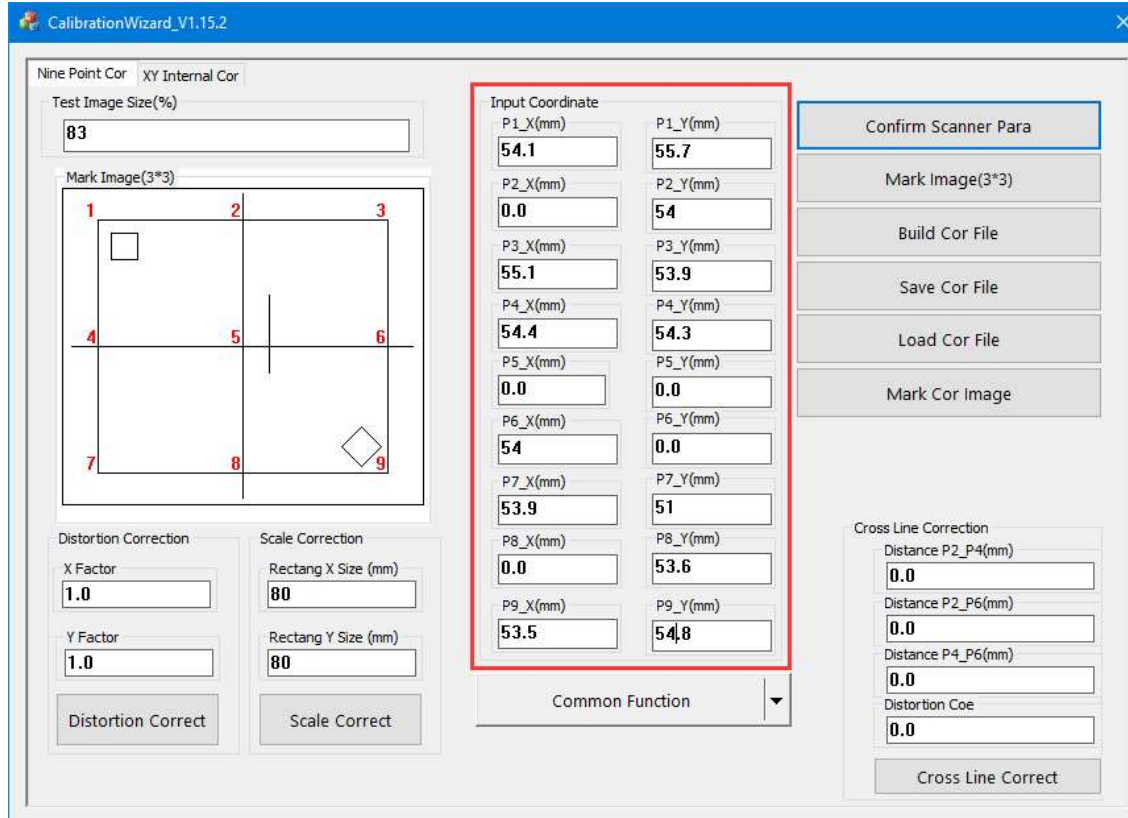 CalibrationWizard_V1.15.2
Nine Point Cor XY Internal Cor
Test Image Size(%)
83
Mark Image(3*3)
1 2 3
4 5 6
7 8 9
Distortion Correction
X Factor
1.0
Y Factor
1.0
Distortion Correct
Scale Correction
Rectang X Size (mm)
80
Rectang Y Size (mm)
80
Scale Correct
Input Coordinate
P1_X(mm) P1_Y(mm)
54.1 55.7
P2_X(mm) P2_Y(mm)
0.0 54
P3_X(mm) P3_Y(mm)
55.1 53.9
P4_X(mm) P4_Y(mm)
54.4 54.3
P5_X(mm) P5_Y(mm)
0.0 0.0
P6_X(mm) P6_Y(mm)
54 0.0
P7_X(mm) P7_Y(mm)
53.9 51
P8_X(mm) P8_Y(mm)
0.0 53.6
P9_X(mm) P9_Y(mm)
53.5 54.8
Common Function
Confirm Scanner Para
Mark Image(3*3)
Build Cor File
Save Cor File
Load Cor File
Mark Cor Image
Cross Line Correction
Distance P2_P4(mm)
0.0
Distance P2_P6(mm)
0.0
Distance P4_P6(mm)
0.0
Distortion Coe
0.0
Cross Line Correct